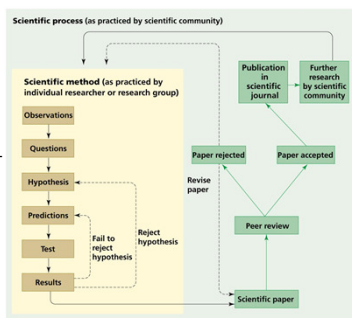 Scientific process (as practiced by scientific community)
Scientific method (as practiced by
individual researcher or research group)
Observations
Questions
Hypothesis
Predictions
Test
Results
Fail to
reject
hypothesis
Reject
hypothesis
Publication
in
scientific
journal
Further
research
by scientific
community
Paper rejected
Paper accepted
Revise
paper
Peer review
Scientific paper